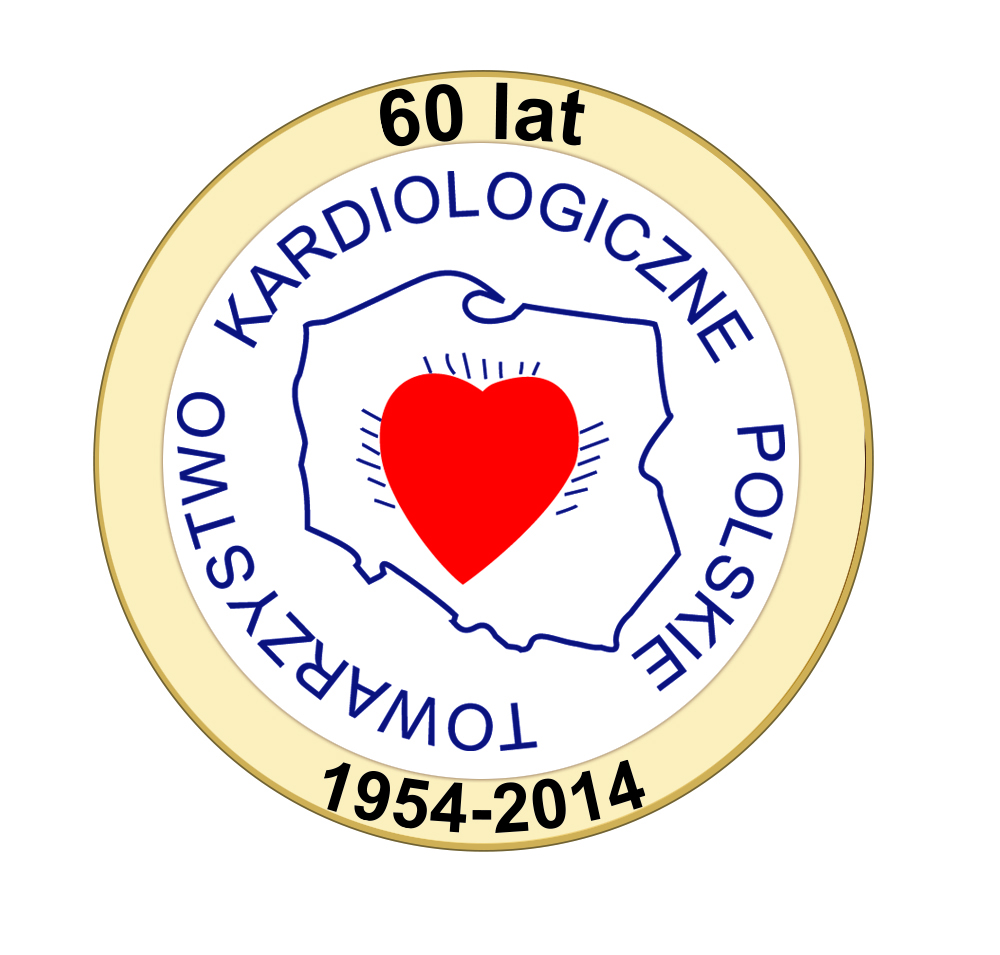 60 lat
POLSKIE TOWARZYSTWO KARDIOLOGICZNE
1954-2014